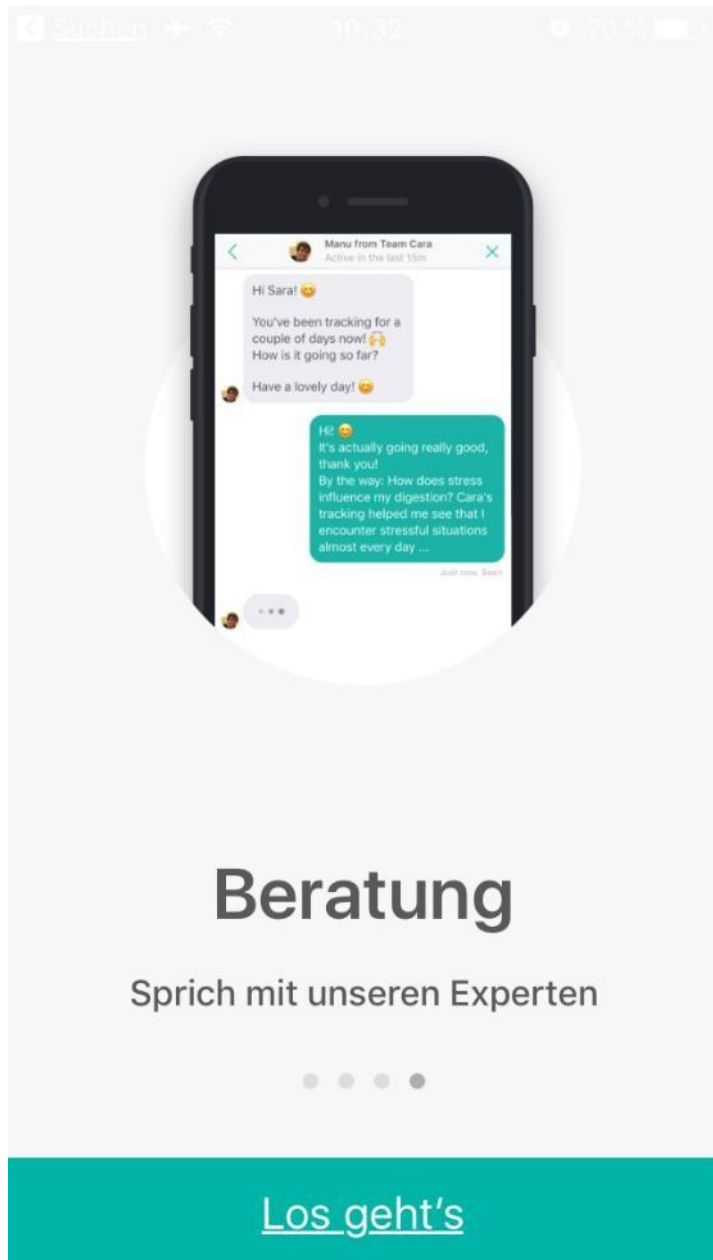 Suchen 10:32 70 %
Manu from Team Cara
Active in the last 15m
Hi Sara! 😊
You've been tracking for a
couple of days now! 🙌
How is it going so far?
Have a lovely day! 😊
Hi! 😊
It's actually going really good,
thank you!
By the way: How does stress
influence my digestion? Cara's
tracking helped me see that I
encounter stressful situations
almost every day ...
Just now. Seen
Beratung
Sprich mit unseren Experten
Los geht's